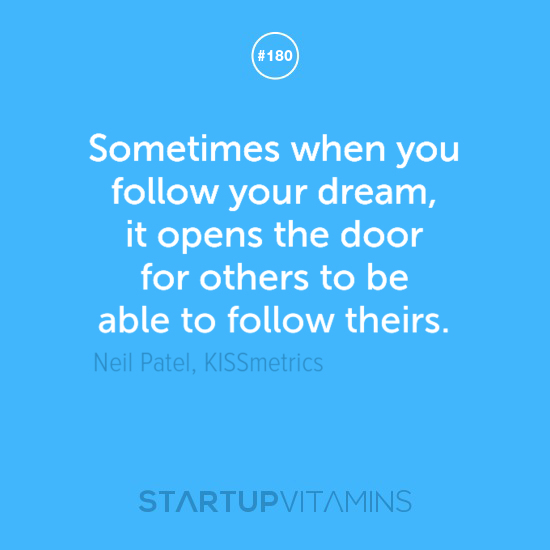 #180
Sometimes when you
follow your dream,
it opens the door
for others to be
able to follow theirs.
Neil Patel, KISSmetrics
STARTUPVITAMINS